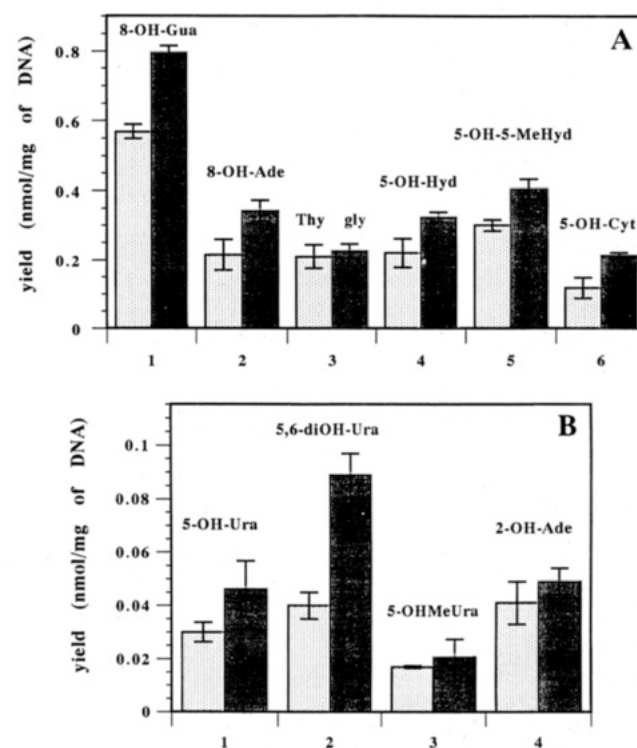 A
8-OH-Gua
8-OH-Ade
Thy gly
5-OH-Hyd
5-OH-5-MeHyd
5-OH-Cyt
yield (nmol/mg of DNA)
0.8
0.6
0.4
0.2
0
1 2 3 4 5 6
B
5-OH-Ura
5,6-diOH-Ura
5-OHMeUra
2-OH-Ade
yield (nmol/mg of DNA)
0.1
0.08
0.06
0.04
0.02
0
1 2 3 4